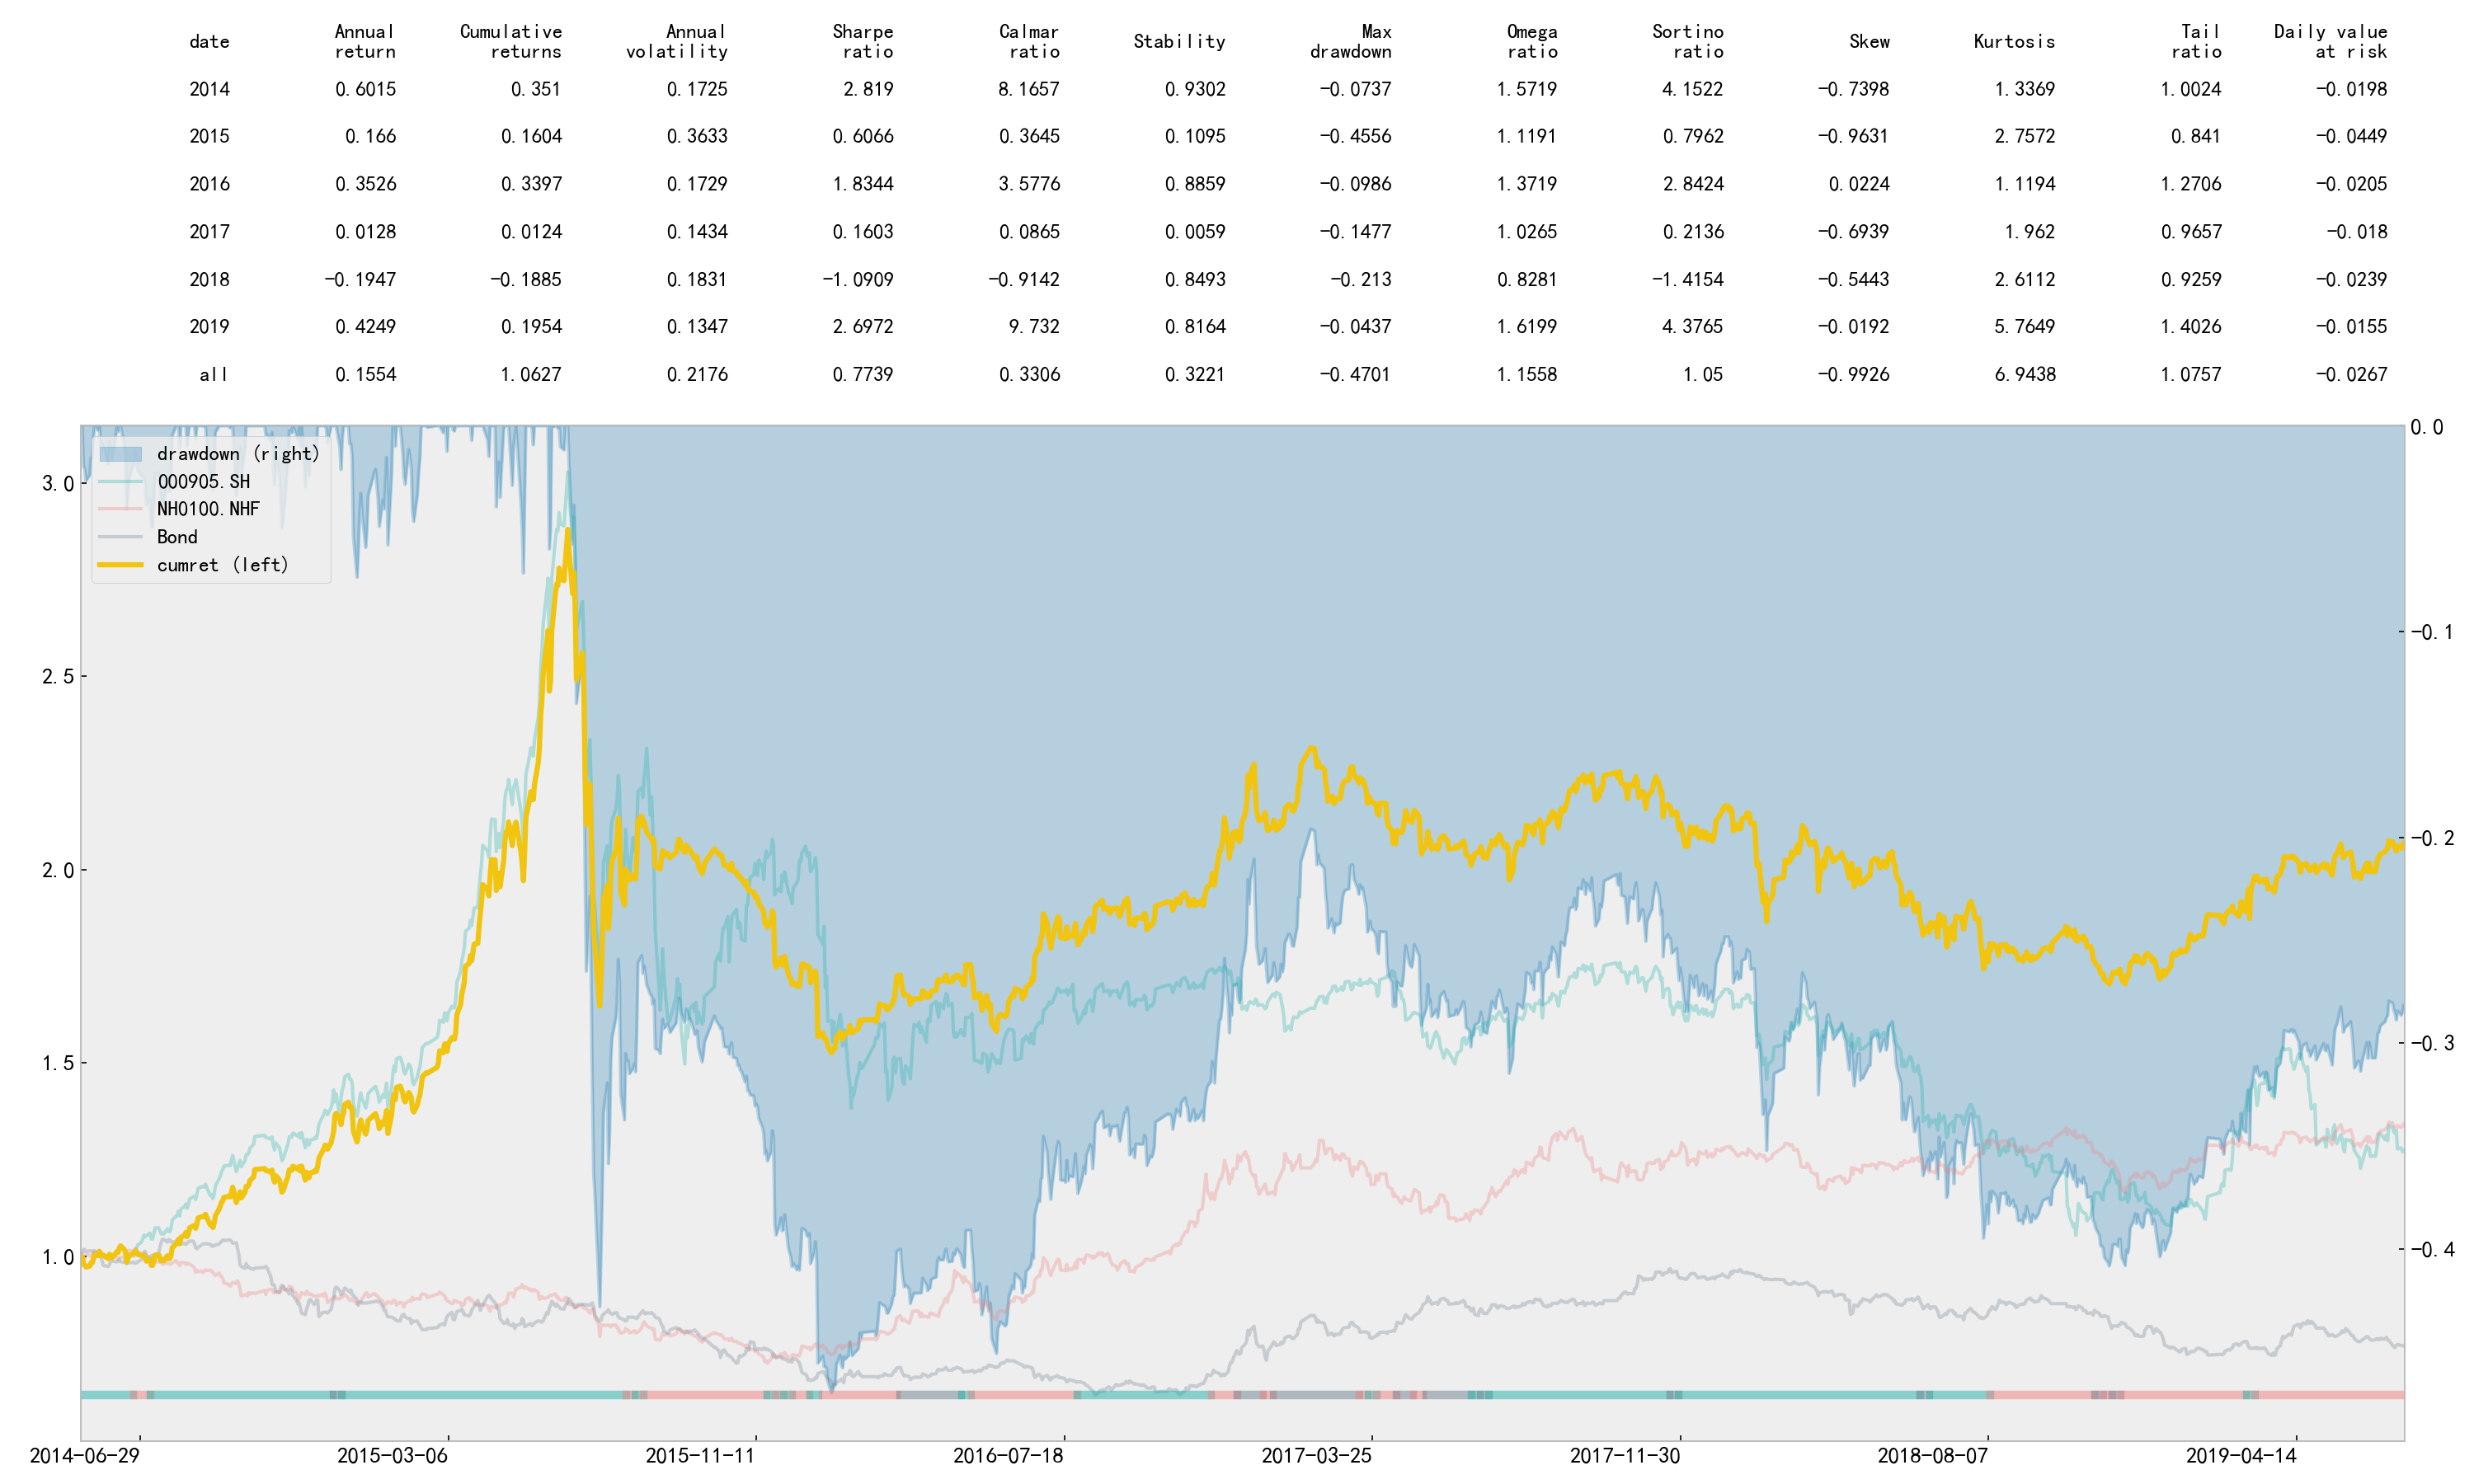 date Annual return Cumulative returns Annual volatility Sharpe ratio Calmar ratio Stability Max drawdown Omega ratio Sortino ratio Skew Kurtosis Tail ratio Daily value at risk
2014 0.6015 0.351 0.1725 2.819 8.1657 0.9302 -0.0737 1.5719 4.1522 -0.7398 1.3369 1.0024 -0.0198
2015 0.166 0.1604 0.3633 0.6066 0.3645 0.1095 -0.4556 1.1191 0.7962 -0.9631 2.7572 0.841 -0.0449
2016 0.3526 0.3397 0.1729 1.8344 3.5776 0.8859 -0.0986 1.3719 2.8424 0.0224 1.1194 1.2706 -0.0205
2017 0.0128 0.0124 0.1434 0.1603 0.0865 0.0059 -0.1477 1.0265 0.2136 -0.6939 1.962 0.9657 -0.018
2018 -0.1947 -0.1885 0.1831 -1.0909 -0.9142 0.8493 -0.213 0.8281 -1.4154 -0.5443 2.6112 0.9259 -0.0239
2019 0.4249 0.1954 0.1347 2.6972 9.732 0.8164 -0.0437 1.6199 4.3765 -0.0192 5.7649 1.4026 -0.0155
all 0.1554 1.0627 0.2176 0.7739 0.3306 0.3221 -0.4701 1.1558 1.05 -0.9926 6.9438 1.0757 -0.0267
drawdown (right)
000905.SH
NH0100.NHF
Bond
cumret (left)
3.0
2.5
2.0
1.5
1.0
0.0
-0.1
-0.2
-0.3
-0.4
2014-06-29 2015-03-06 2015-11-11 2016-07-18 2017-03-25 2017-11-30 2018-08-07 2019-04-14